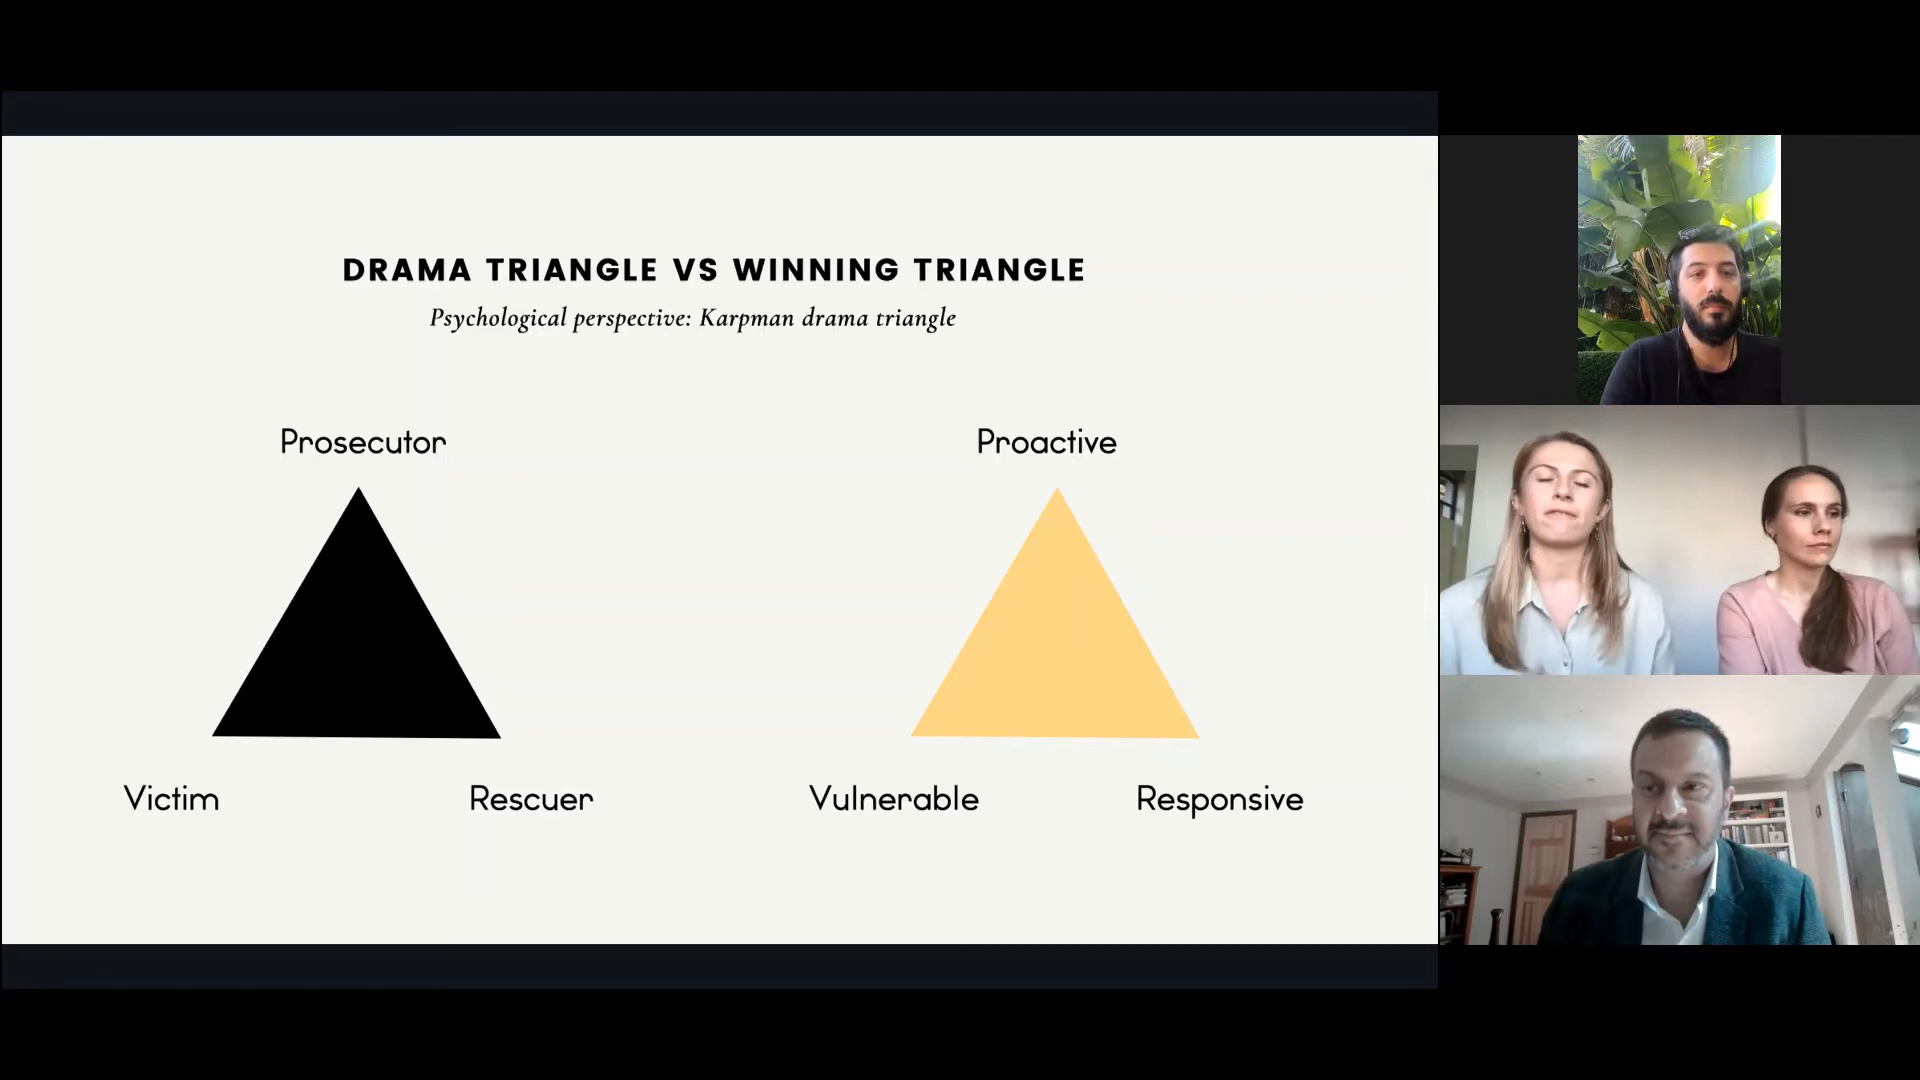 DRAMA TRIANGLE VS WINNING TRIANGLE
Psychological perspective: Karpman drama triangle
Prosecutor
Proactive
Victim
Rescuer
Vulnerable
Responsive